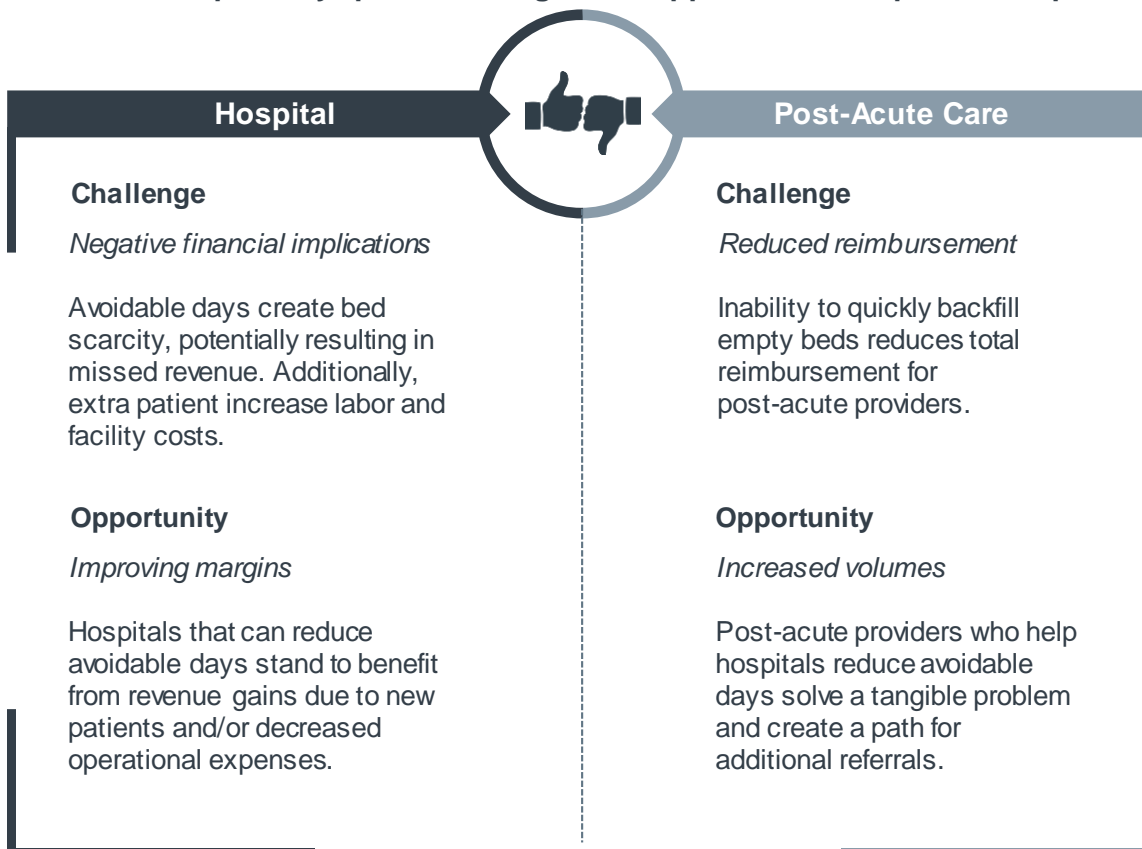 Hospital
Challenge
Negative financial implications
Avoidable days create bed
scarcity, potentially resulting in
missed revenue. Additionally,
extra patient increase labor and
facility costs.
Opportunity
Improving margins
Hospitals that can reduce
avoidable days stand to benefit
from revenue gains due to new
patients and/or decreased
operational expenses.
Post-Acute Care
Challenge
Reduced reimbursement
Inability to quickly backfill
empty beds reduces total
reimbursement for
post-acute providers.
Opportunity
Increased volumes
Post-acute providers who help
hospitals reduce avoidable
days solve a tangible problem
and create a path for
additional referrals.